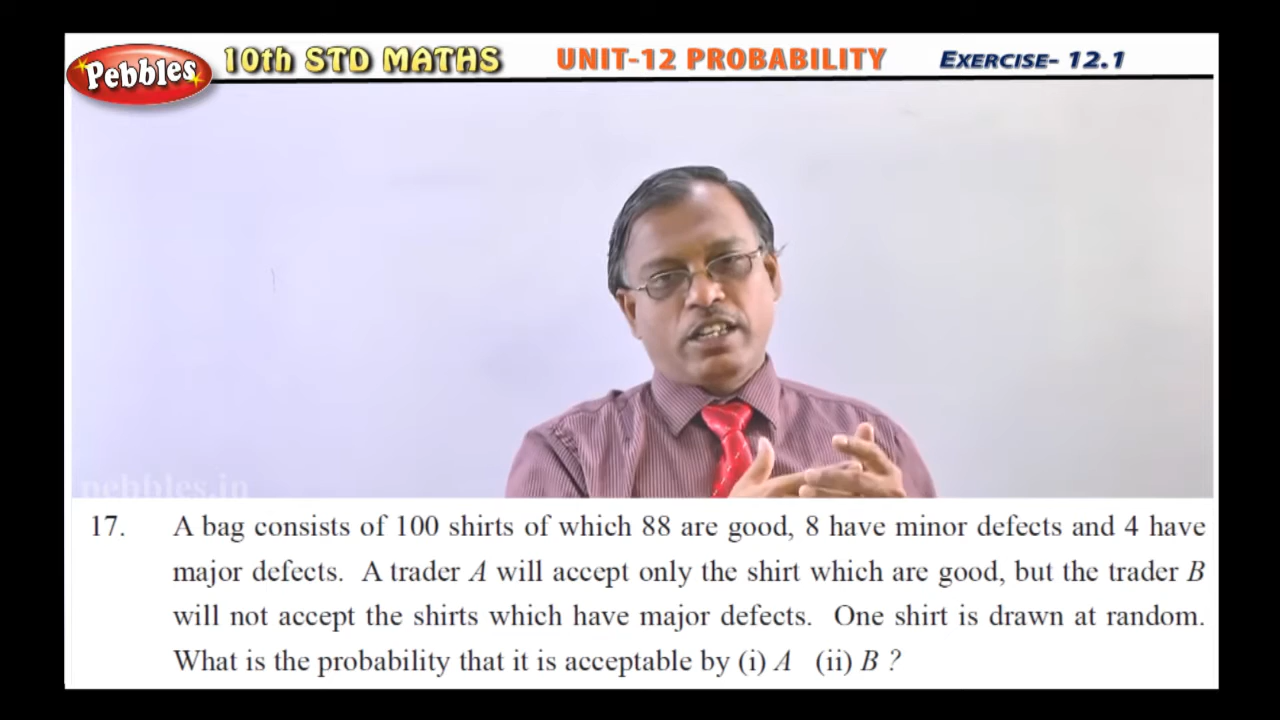 Pebbles 10th STD MATHS UNIT-12 PROBABILITY EXERCISE- 12.1
pebbles.in
17. A bag consists of 100 shirts of which 88 are good, 8 have minor defects and 4 have
major defects. A trader A will accept only the shirt which are good, but the trader B
will not accept the shirts which have major defects. One shirt is drawn at random.
What is the probability that it is acceptable by (i) A (ii) B ?